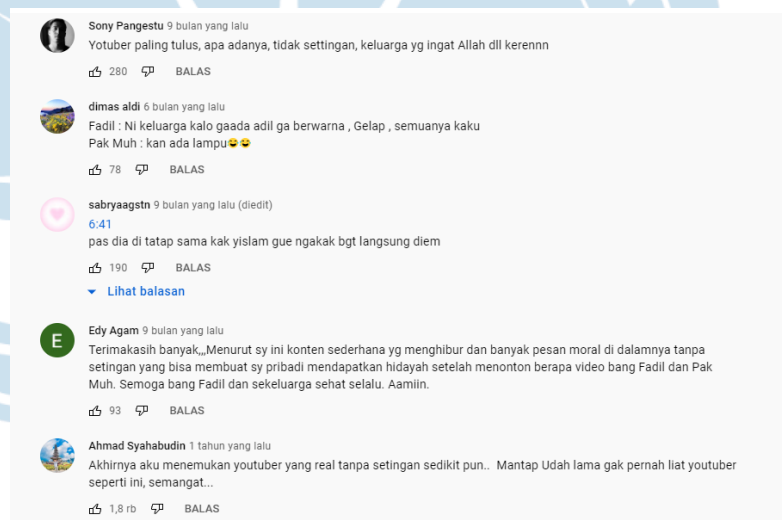 Sony Pangestu 9 bulan yang lalu
Yotuber paling tulus, apa adanya, tidak settingan, keluarga yg ingat Allah dll kerennn
280 BALAS
dimas aldi 6 bulan yang lalu
Fadil : Ni keluarga kalo gaada adil ga berwarna , Gelap , semuanya kaku
Pak Muh : kan ada lampu😂😂
78 BALAS
sabryaagstn 9 bulan yang lalu (diedit)
6:41
pas dia di tatap sama kak yislam gue ngakak bgt langsung diem
190 BALAS
Lihat balasan
E
Edy Agam 9 bulan yang lalu
Terimakasih banyak,,,Menurut sy ini konten sederhana yg menghibur dan banyak pesan moral di dalamnya tanpa
setingan yang bisa membuat sy pribadi mendapatkan hidayah setelah menonton berapa video bang Fadil dan Pak
Muh. Semoga bang Fadil dan sekeluarga sehat selalu. Aamiin.
93 BALAS
Ahmad Syahabudin 1 tahun yang lalu
Akhirnya aku menemukan youtuber yang real tanpa setingan sedikit pun.. Mantap Udah lama gak pernah liat youtuber
seperti ini, semangat...
1,8 rb BALAS